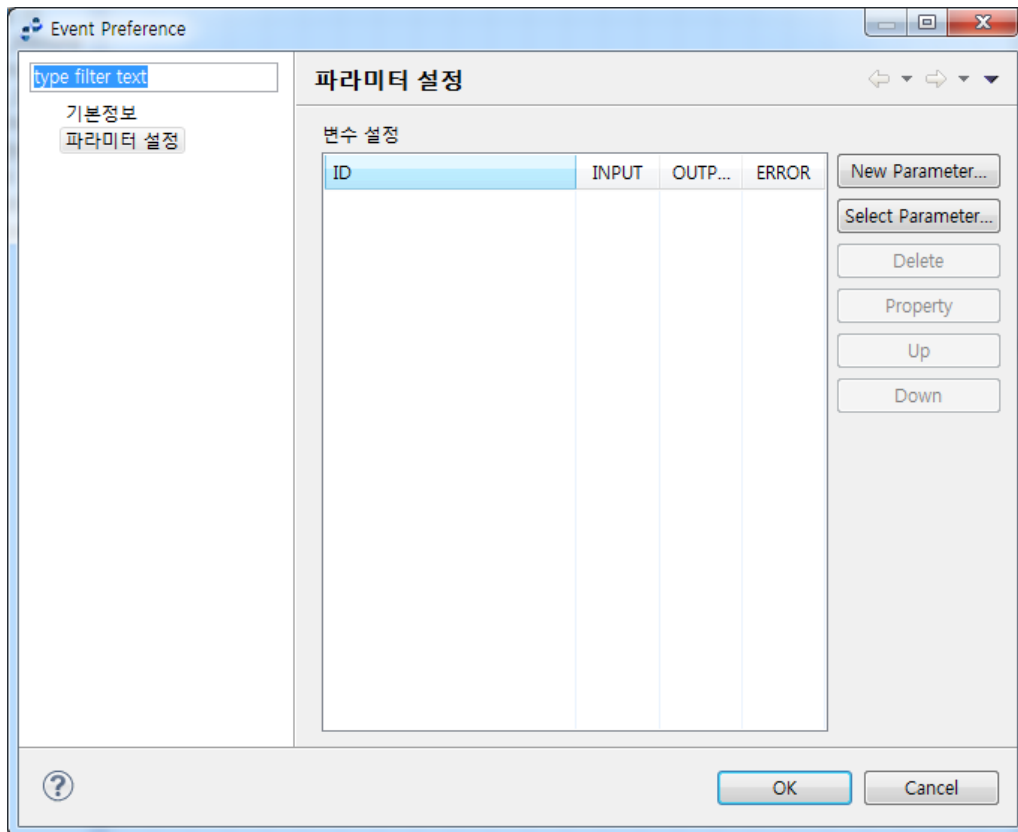 Event Preference
type filter text
기본정보
파라미터 설정
파라미터 설정
변수 설정
ID INPUT OUTP... ERROR
New Parameter...
Select Parameter...
Delete
Property
Up
Down
OK Cancel